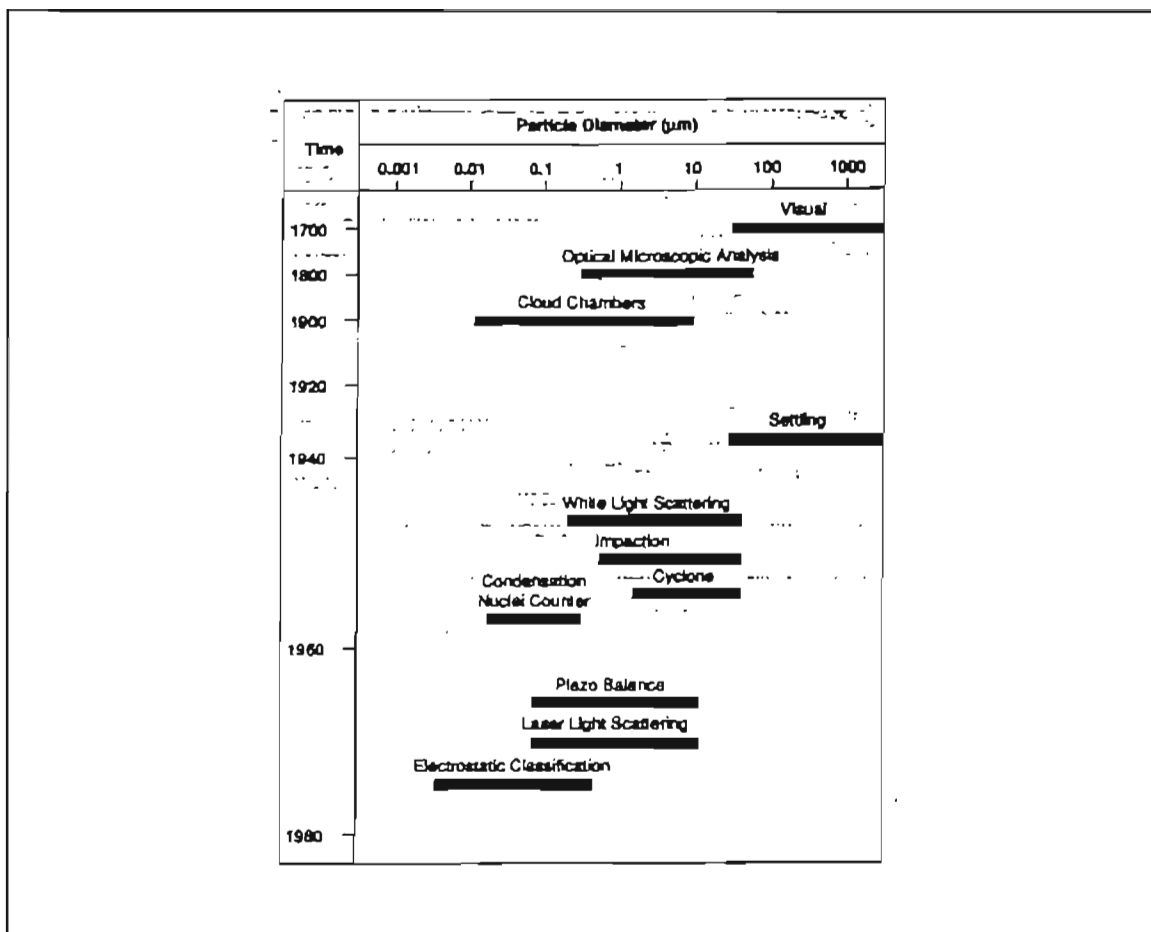 Particle Diameter (µm)
Time
0.001 0.01 0.1 1 10 100 1000
Visual
1700
Optical Microscopic Analysis
1800
Cloud Chambers
1900
1920
Settling
1940
White Light Scattering
Impaction
Condensation Cyclone
Nuclei Counter
1960
Piezo Balance
Laser Light Scattering
Electrostatic Classification
1980